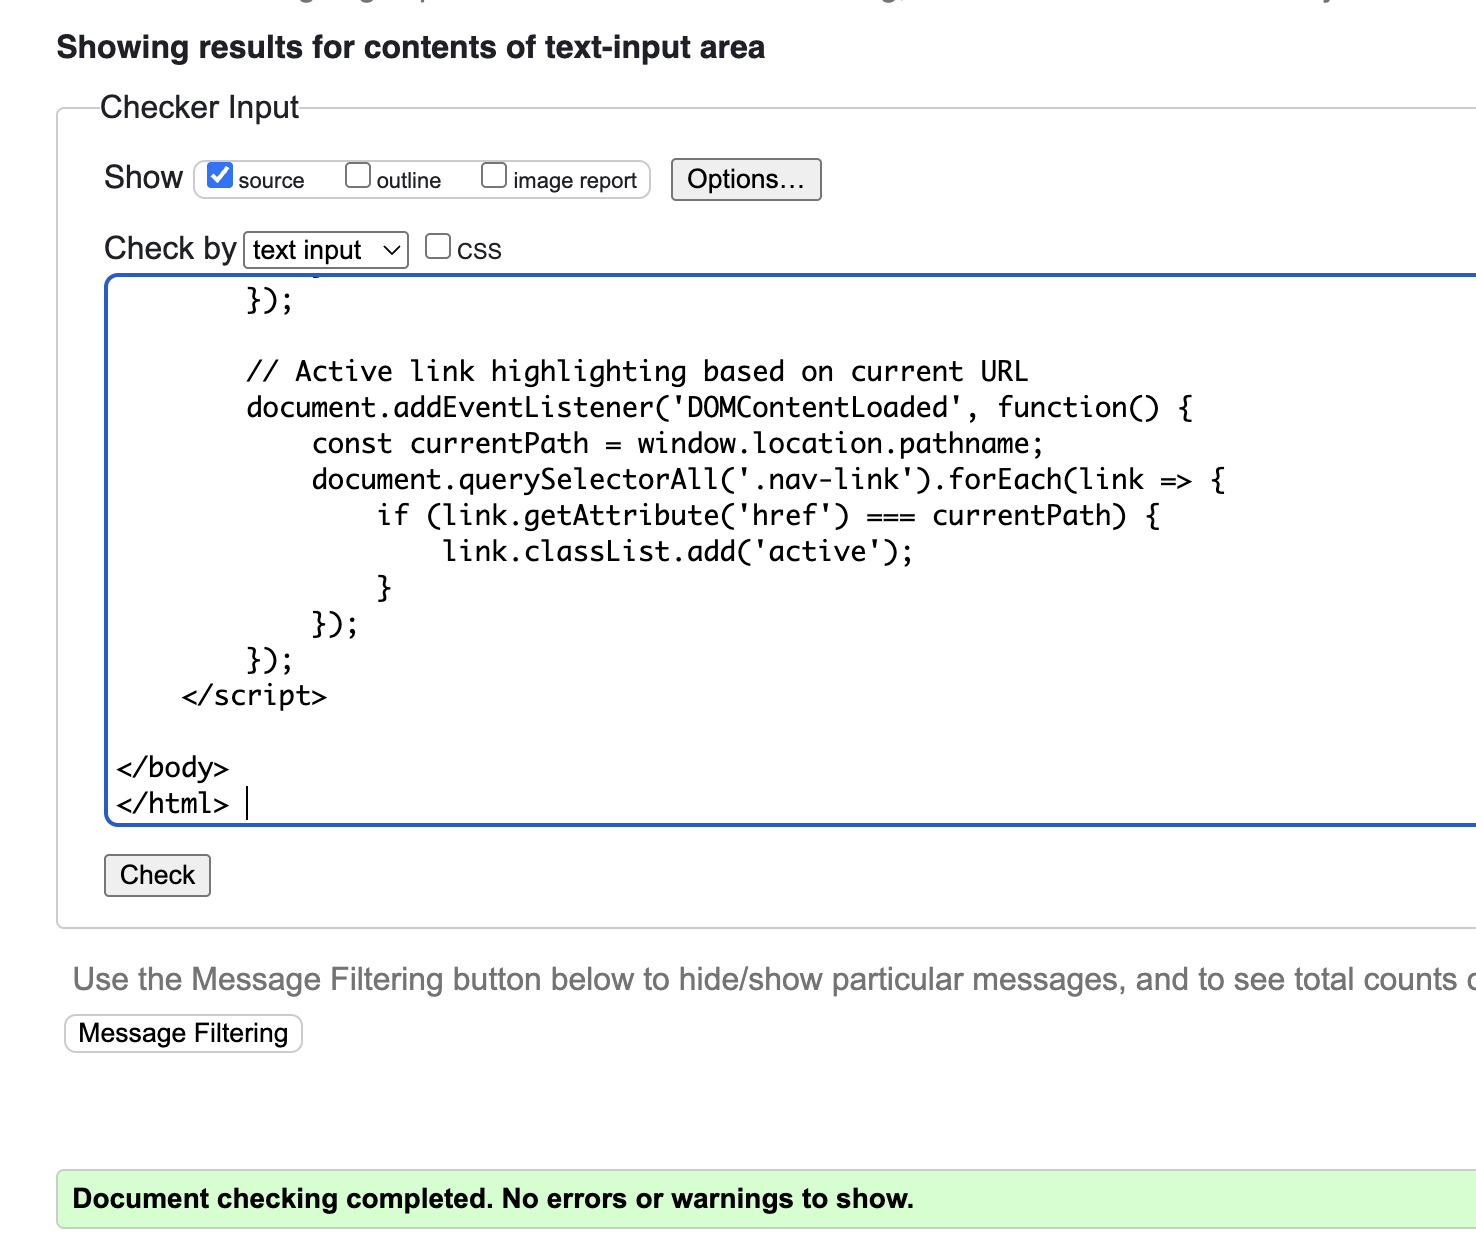 Showing results for contents of text-input area
Checker Input
Show source outline image report Options...
Check by text input CSS
});
// Active link highlighting based on current URL
document.addEventListener('DOMContentLoaded', function() {
const currentPath = window.location.pathname;
document.querySelectorAll('.nav-link').forEach(link => {
if (link.getAttribute('href') === currentPath) {
link.classList.add('active');
}
});
});
</script>
</body>
</html>
Check
Use the Message Filtering button below to hide/show particular messages, and to see total counts
Message Filtering
Document checking completed. No errors or warnings to show.